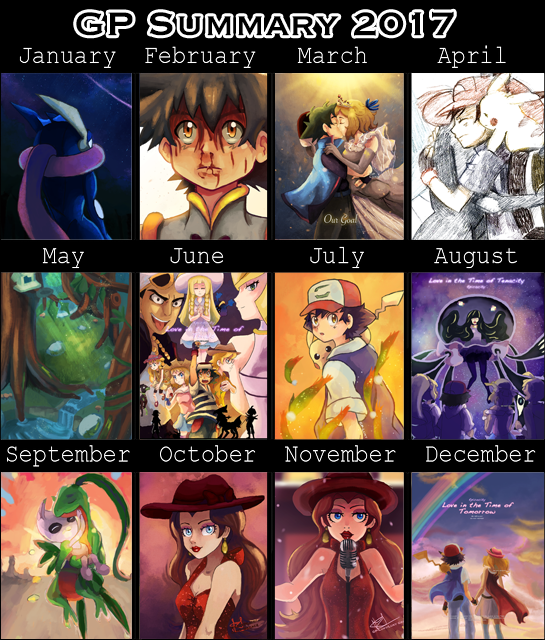 GP SUMMARY 2017
January February March April
Our Goal
May June July August
Love in the Time of
Love in the Time of Tenacity
September October November December
Love in the Time of
Tomorrow